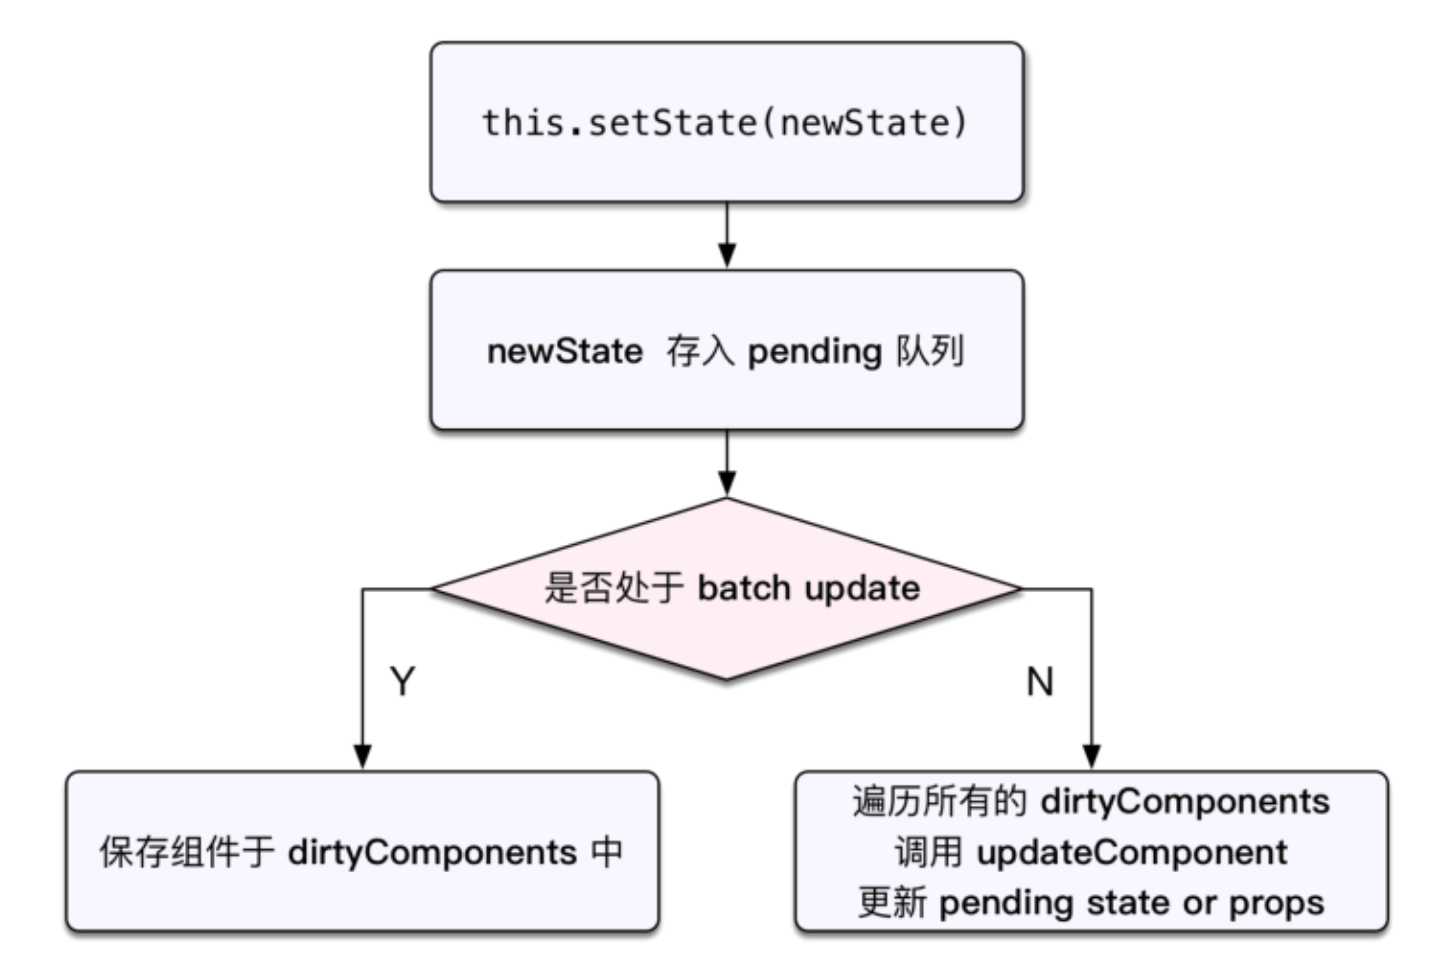 this.setState(newState)
newState 存入 pending 队列
是否处于 batch update
Y
N
保存组件于 dirtyComponents 中
遍历所有的 dirtyComponents
调用 updateComponent
更新 pending state or props